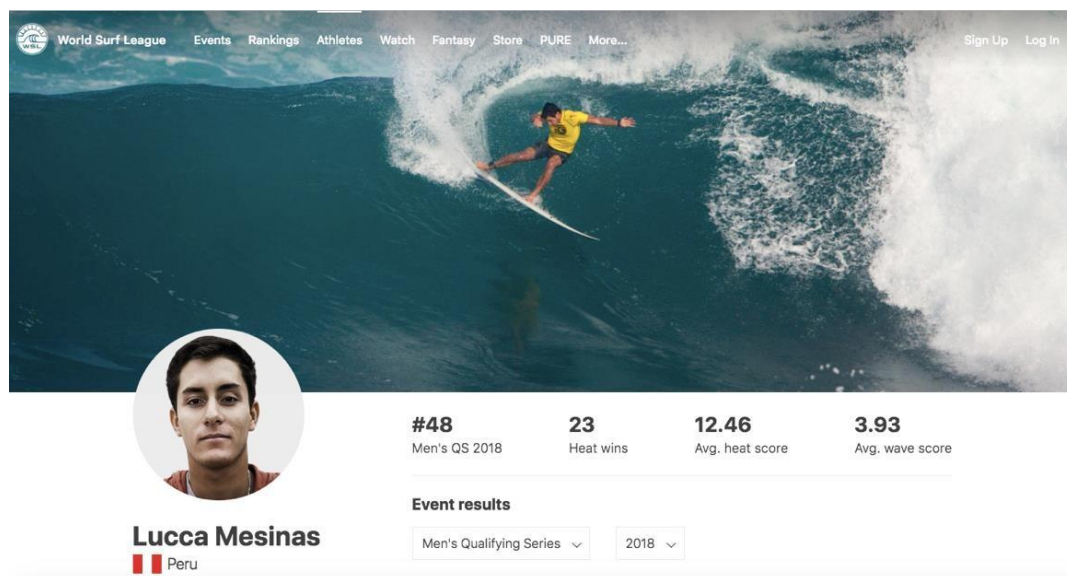 WSL World Surf League Events Rankings Athletes Watch Fantasy Store PURE More... Sign Up Log In
#48 23 12.46 3.93
Men's QS 2018 Heat wins Avg. heat score Avg. wave score
Event results
Men's Qualifying Series 2018
Lucca Mesinas
Peru